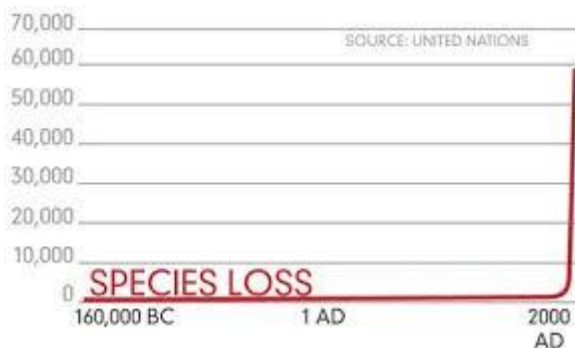 70,000
SOURCE: UNITED NATIONS
60,000
50,000
40,000
30,000
20,000
10,000
SPECIES LOSS
0
160,000 BC 1 AD 2000
AD